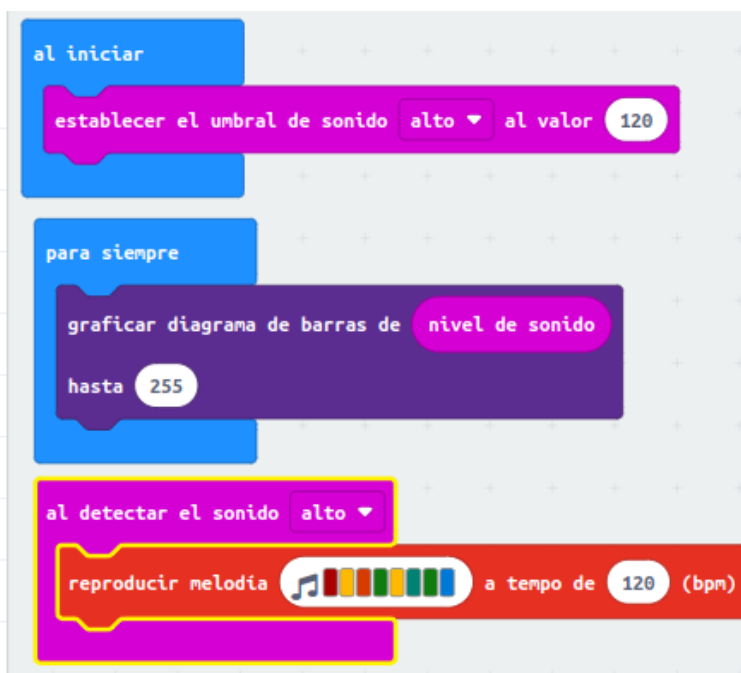 al iniciar
establecer el umbral de sonido alto al valor 120
para siempre
graficar diagrama de barras de nivel de sonido
hasta 255
al detectar el sonido alto
reproducir melodía a tempo de 120 (bpm)